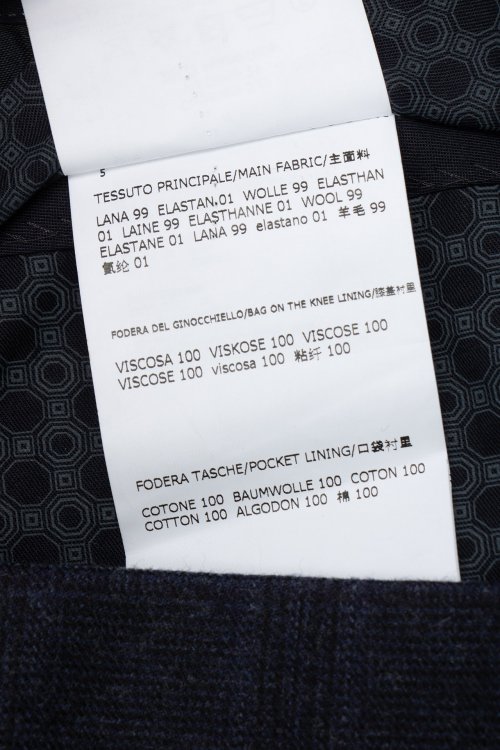 5
TESSUTO PRINCIPALE/MAIN FABRIC/主面料
LANA 99 ELASTAN.01 WOLLE 99 ELASTHAN
01 LAINE 99 ELASTHANNE 01 WOOL 99
ELASTANE 01 LANA 99 elastano 01 羊毛 99
氨纶 01
FODERA DEL GINOCCHIELLO/BAG ON THE KNEE LINING/膝盖衬里
VISCOSA 100 VISKOSE 100 VISCOSE 100
VISCOSE 100 viscosa 100 粘纤 100
FODERA TASCHE/POCKET LINING/口袋衬里
COTONE 100 BAUMWOLLE 100 COTON 100
COTTON 100 ALGODON 100 棉 100